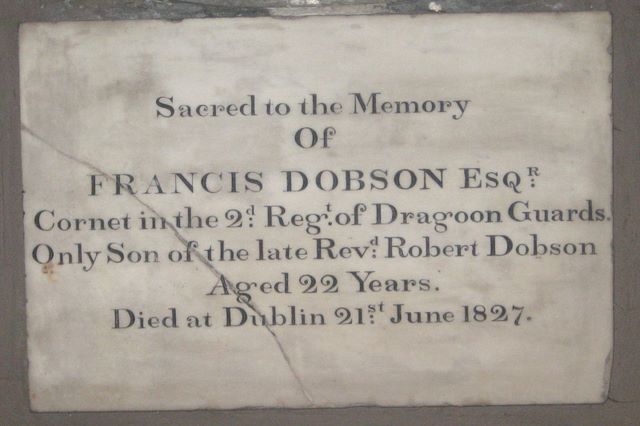 Sacred to the Memory
Of
FRANCIS DOBSON ESQR.
Cornet in the 2d. Regt. of Dragoon Guards.
Only Son of the late Revd. Robert Dobson
Aged 22 Years.
Died at Dublin 21st. June 1827.